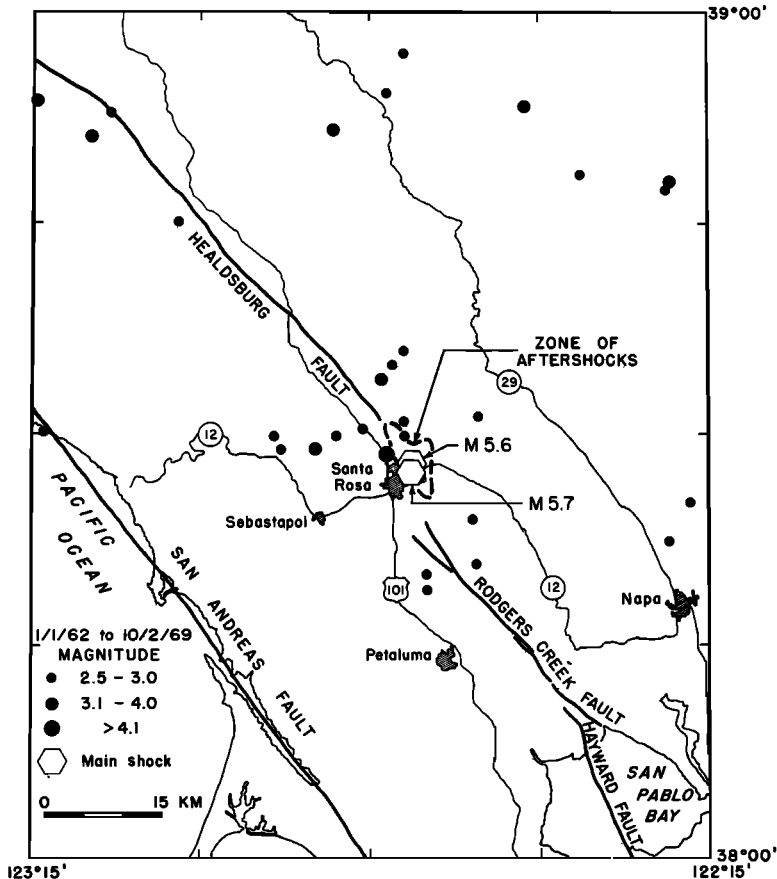 39°00'
HEALDSBURG
FAULT
ZONE OF
AFTERSHOCKS
29
12
M 5.6
Santa
Rosa
M 5.7
Sebastapol
PACIFIC
OCEAN
SAN ANDREAS FAULT
101
12
RODGERS CREEK FAULT
Napa
Petaluma
1/1/62 to 10/2/69
MAGNITUDE
2.5 - 3.0
3.1 - 4.0
>4.1
Main shock
0 15 KM
HAYWARD FAULT
SAN
PABLO
BAY
38°00'
123°15'
122°15'